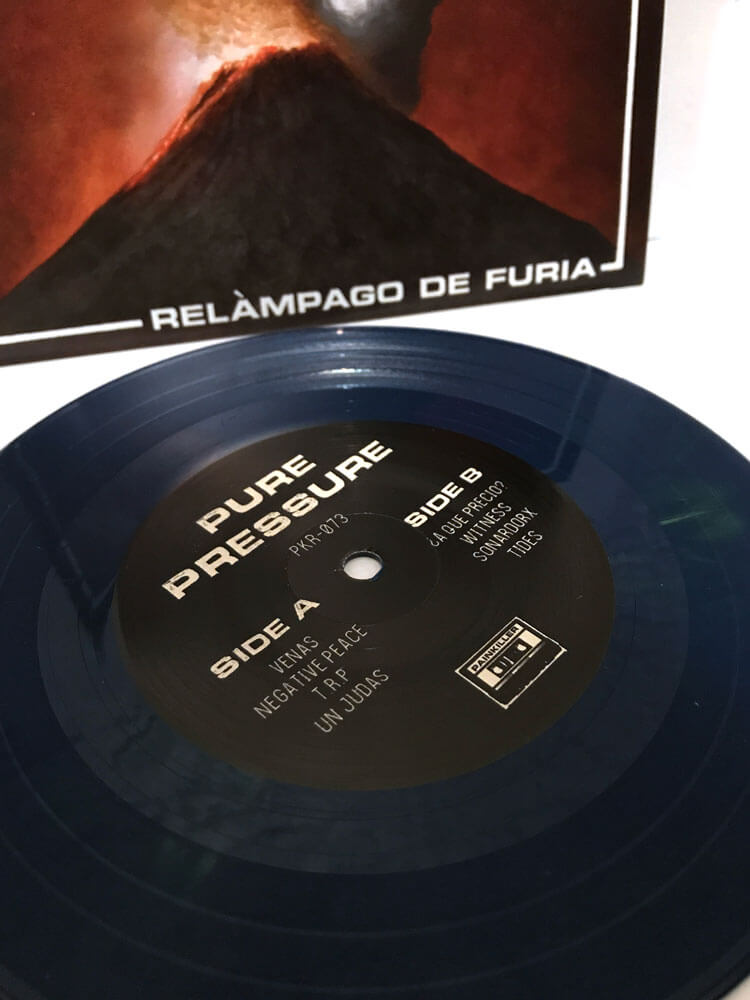 RELÀMPAGO DE FURIA
PURE
PRESSURE
PKR-073
SIDE A
VENAS
NEGATIVE PEACE
T.R.P
UN JUDAS
SIDE B
¿A QUE PRECIO?
WITNESS
SONARDORX
TIDES
PAINKILLER